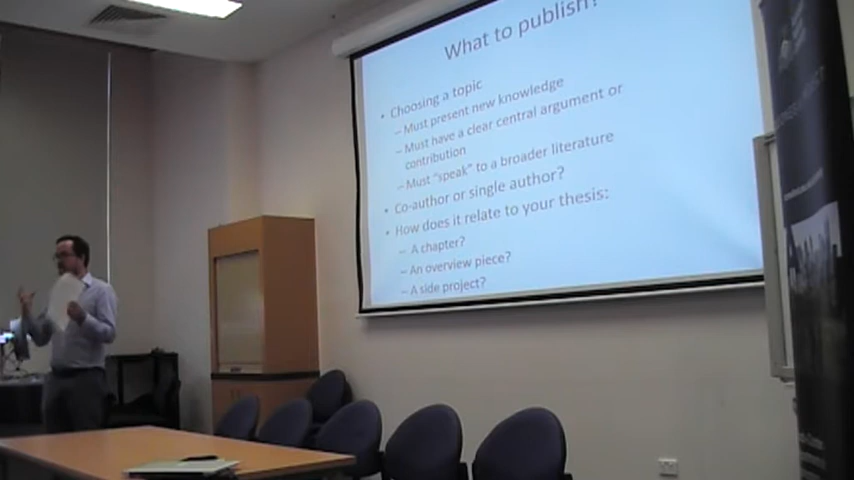 What to publish?
• Choosing a topic
– Must present new knowledge
– Must have a clear central argument or
contribution
– Must "speak" to a broader literature
• Co-author or single author?
• How does it relate to your thesis:
– A chapter?
– An overview piece?
– A side project?